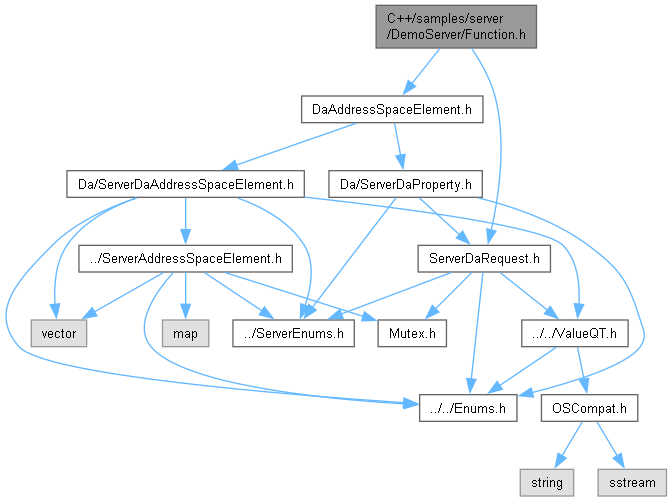 C++/samples/server
/DemoServer/Function.h
DaAddressSpaceElement.h
Da/ServerDaAddressSpaceElement.h
Da/ServerDaProperty.h
../ServerAddressSpaceElement.h
ServerDaRequest.h
vector
map
../ServerEnums.h
Mutex.h
../../ValueQT.h
../../Enums.h
OSCompat.h
string
sstream